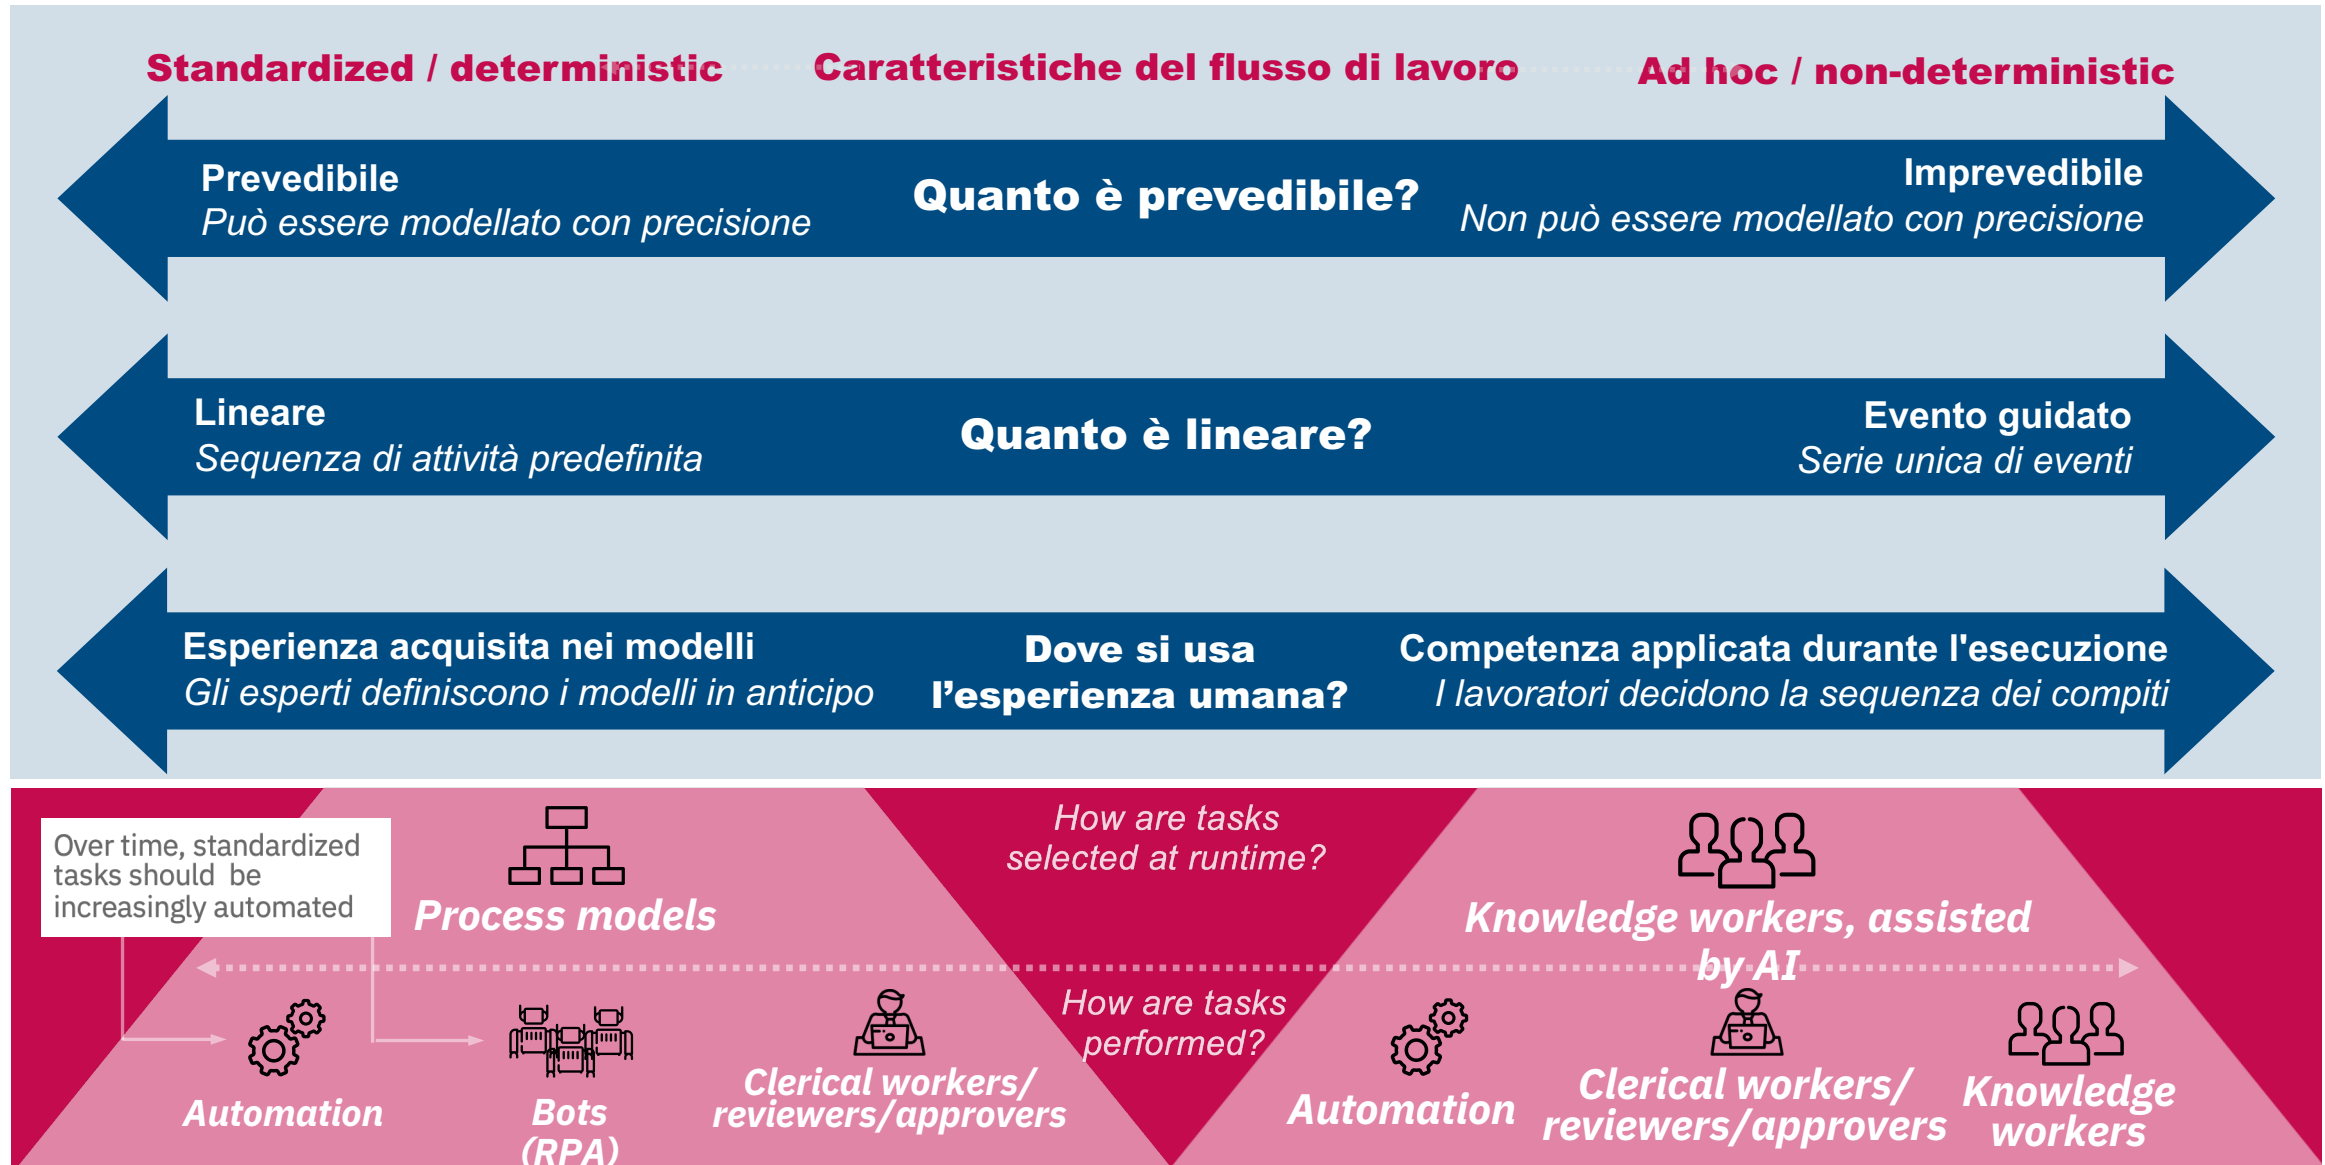 Standardized / deterministic
Caratteristiche del flusso di lavoro
Ad hoc / non-deterministic
Prevedibile
Può essere modellato con precisione
Quanto è prevedibile?
Imprevedibile
Non può essere modellato con precisione
Lineare
Sequenza di attività predefinita
Quanto è lineare?
Evento guidato
Serie unica di eventi
Esperienza acquisita nei modelli
Gli esperti definiscono i modelli in anticipo
Dove si usa
l’esperienza umana?
Competenza applicata durante l'esecuzione
I lavoratori decidono la sequenza dei compiti
Over time, standardized
tasks should be
increasingly automated
Process models
How are tasks
selected at runtime?
Knowledge workers, assisted
by AI
How are tasks
performed?
Automation
Bots
(RPA)
Clerical workers/
reviewers/approvers
Automation
Clerical workers/
reviewers/approvers
Knowledge
workers